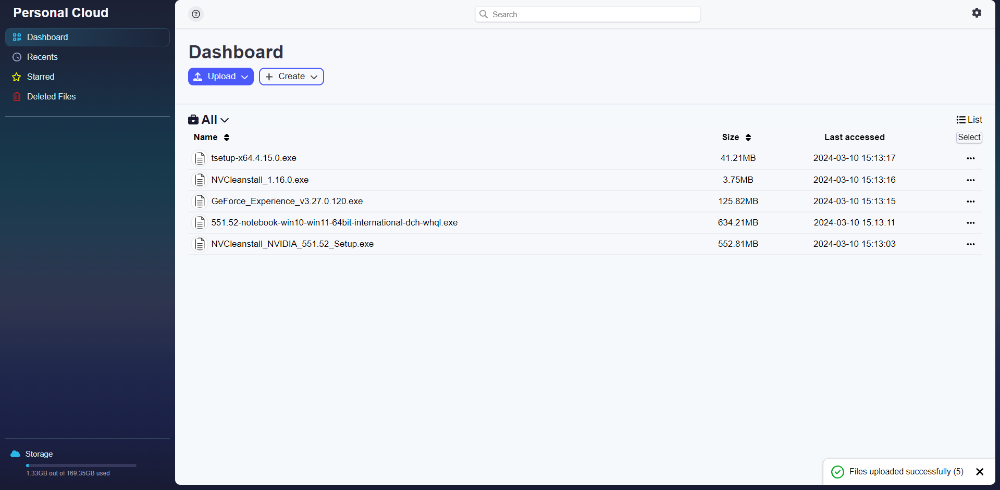 Personal Cloud
Dashboard
Recents
Starred
Deleted Files
Storage
1.33GB out of 169.35GB used
Search
Dashboard
Upload
Create
All
List
Name Size Last accessed Select
tsetup-x64.4.15.0.exe 41.21MB 2024-03-10 15:13:17
NVCleanstall_1.16.0.exe 3.75MB 2024-03-10 15:13:16
GeForce_Experience_v3.27.0.120.exe 125.82MB 2024-03-10 15:13:15
551.52-notebook-win10-win11-64bit-international-dch-whql.exe 634.21MB 2024-03-10 15:13:11
NVCleanstall_NVIDIA_551.52_Setup.exe 552.81MB 2024-03-10 15:13:03
Files uploaded successfully (5)